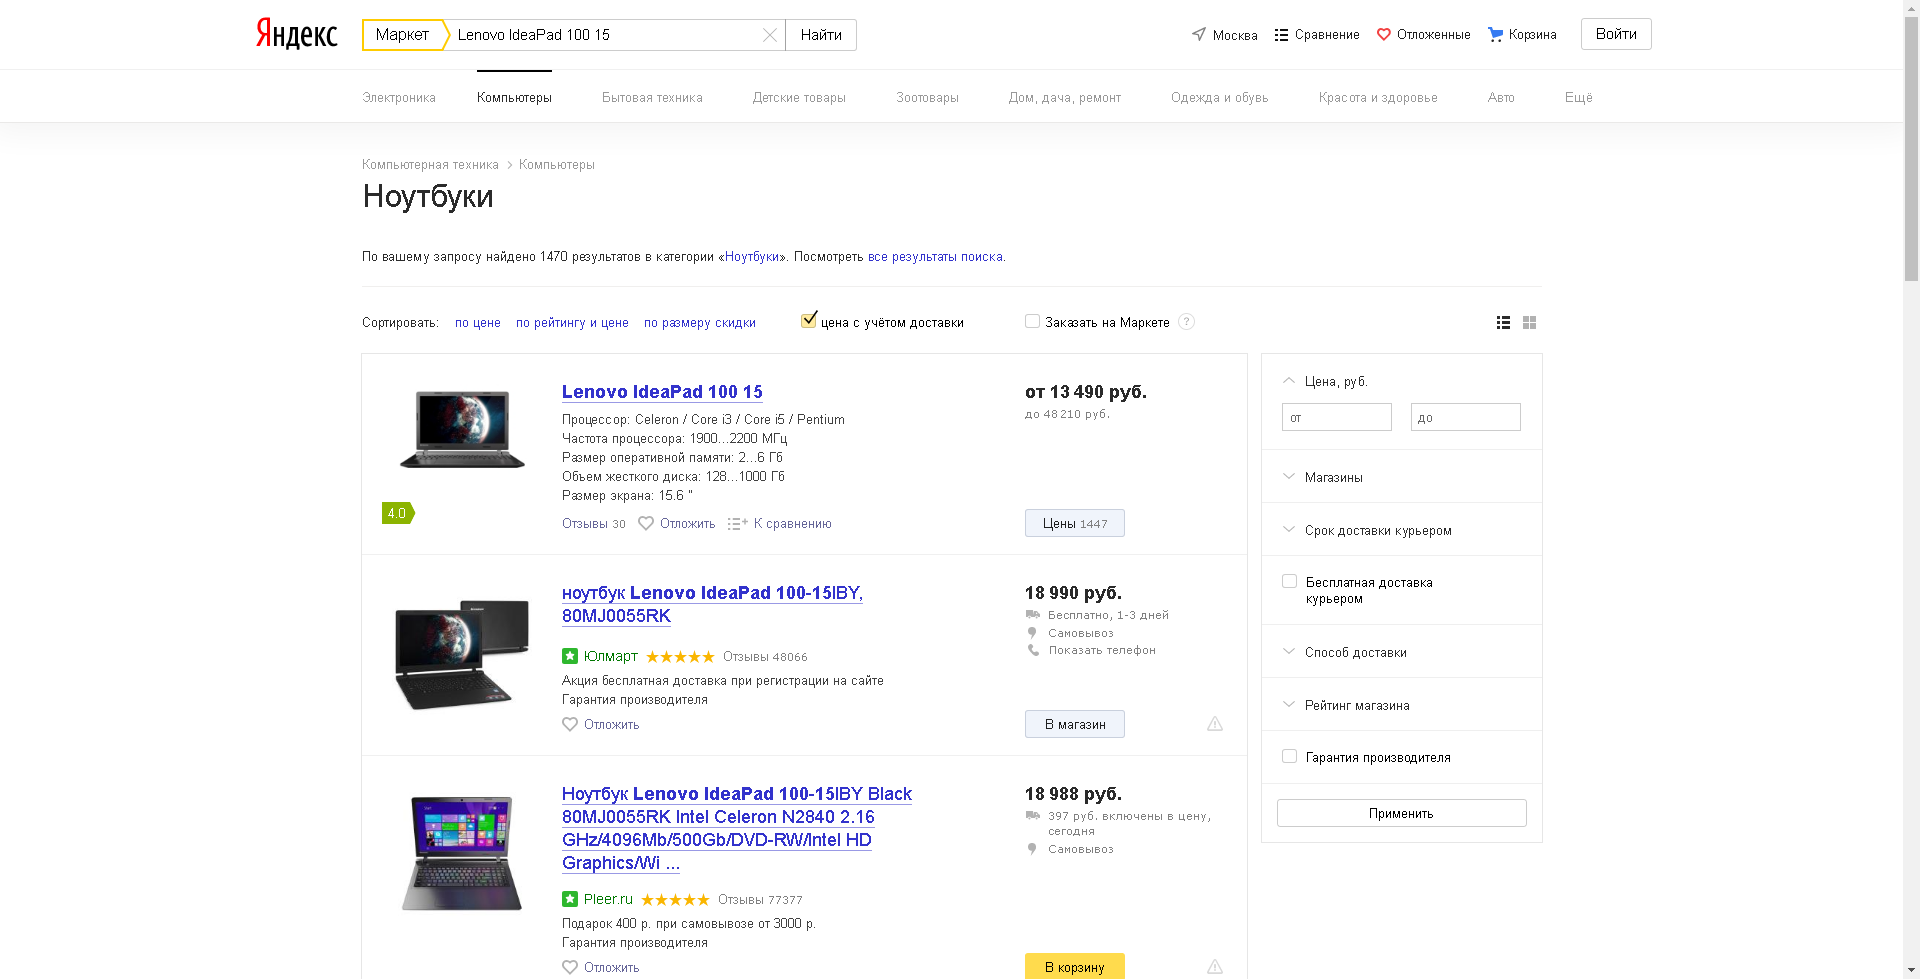 Яндекс
Маркет
Lenovo IdeaPad 100 15
Найти
Москва
Сравнение
Отложенные
Корзина
Войти
Электроника
Компьютеры
Бытовая техника
Детские товары
Зоотовары
Дом, дача, ремонт
Одежда и обувь
Красота и здоровье
Авто
Ещё
Компьютерная техника > Компьютеры
Ноутбуки
По вашему запросу найдено 1470 результатов в категории «Ноутбуки». Посмотреть все результаты поиска.
Сортировать: по цене по рейтингу и цене по размеру скидки
цена с учётом доставки
Заказать на Маркете ?
Lenovo IdeaPad 100 15
Процессор: Celeron / Core i3 / Core i5 / Pentium
Частота процессора: 1900...2200 МГц
Размер оперативной памяти: 2...6 Гб
Объем жесткого диска: 128...1000 Гб
Размер экрана: 15.6 "
4.0
Отзывы 30
Отложить
К сравнению
от 13 490 руб.
до 48 210 руб.
Цены 1447
ноутбук Lenovo IdeaPad 100-15IBY,
80MJ0055RK
Юлмарт
Отзывы 48066
Акция бесплатная доставка при регистрации на сайте
Гарантия производителя
Отложить
18 990 руб.
Бесплатно, 1-3 дней
Самовывоз
Показать телефон
В магазин
Ноутбук Lenovo IdeaPad 100-15IBY Black
80MJ0055RK Intel Celeron N2840 2.16
GHz/4096Mb/500Gb/DVD-RW/Intel HD
Graphics/Wi ...
Pleer.ru
Отзывы 77377
Подарок 400 р. при самовывозе от 3000 р.
Гарантия производителя
Отложить
18 988 руб.
397 руб. включены в цену,
сегодня
Самовывоз
В корзину
Цена, руб.
от
до
Магазины
Срок доставки курьером
Бесплатная доставка
курьером
Способ доставки
Рейтинг магазина
Гарантия производителя
Применить